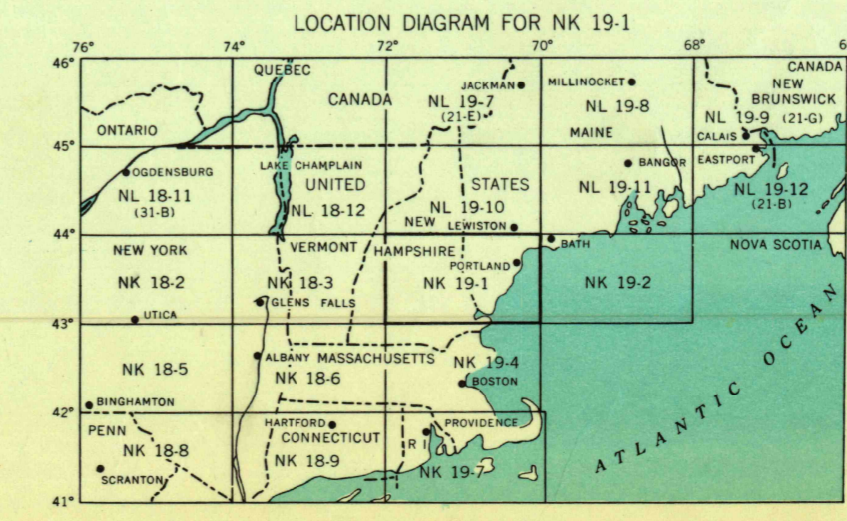 LOCATION DIAGRAM FOR NK 19-1
76° 74° 72° 70° 68° 6
46°
QUEBEC
CANADA
JACKMAN
MILLINOCKET
CANADA
NEW
BRUNSWICK
(21-G)
NL 19-7
(21-E)
NL 19-8
NL 19-9
ONTARIO
MAINE
CALAIS
45°
LAKE CHAMPLAIN
BANGOR
EASTPORT
OGDENSBURG
UNITED
STATES
NL 18-11
(31-B)
NL 18-12
NL 19-10
NL 19-11
NL 19-12
(21-B)
NEW
LEWISTON
44°
NEW YORK
VERMONT
HAMPSHIRE
BATH
NOVA SCOTIA
PORTLAND
NK 18-2
NK 18-3
NK 19-1
NK 19-2
GLENS FALLS
UTICA
43°
ALBANY
MASSACHUSETTS
NK 18-5
NK 18-6
NK 19-4
BOSTON
BINGHAMTON
ATLANTIC OCEAN
42°
PENN
HARTFORD
PROVIDENCE
CONNECTICUT
R I
NK 18-8
NK 18-9
NK 19-7
SCRANTON
41°